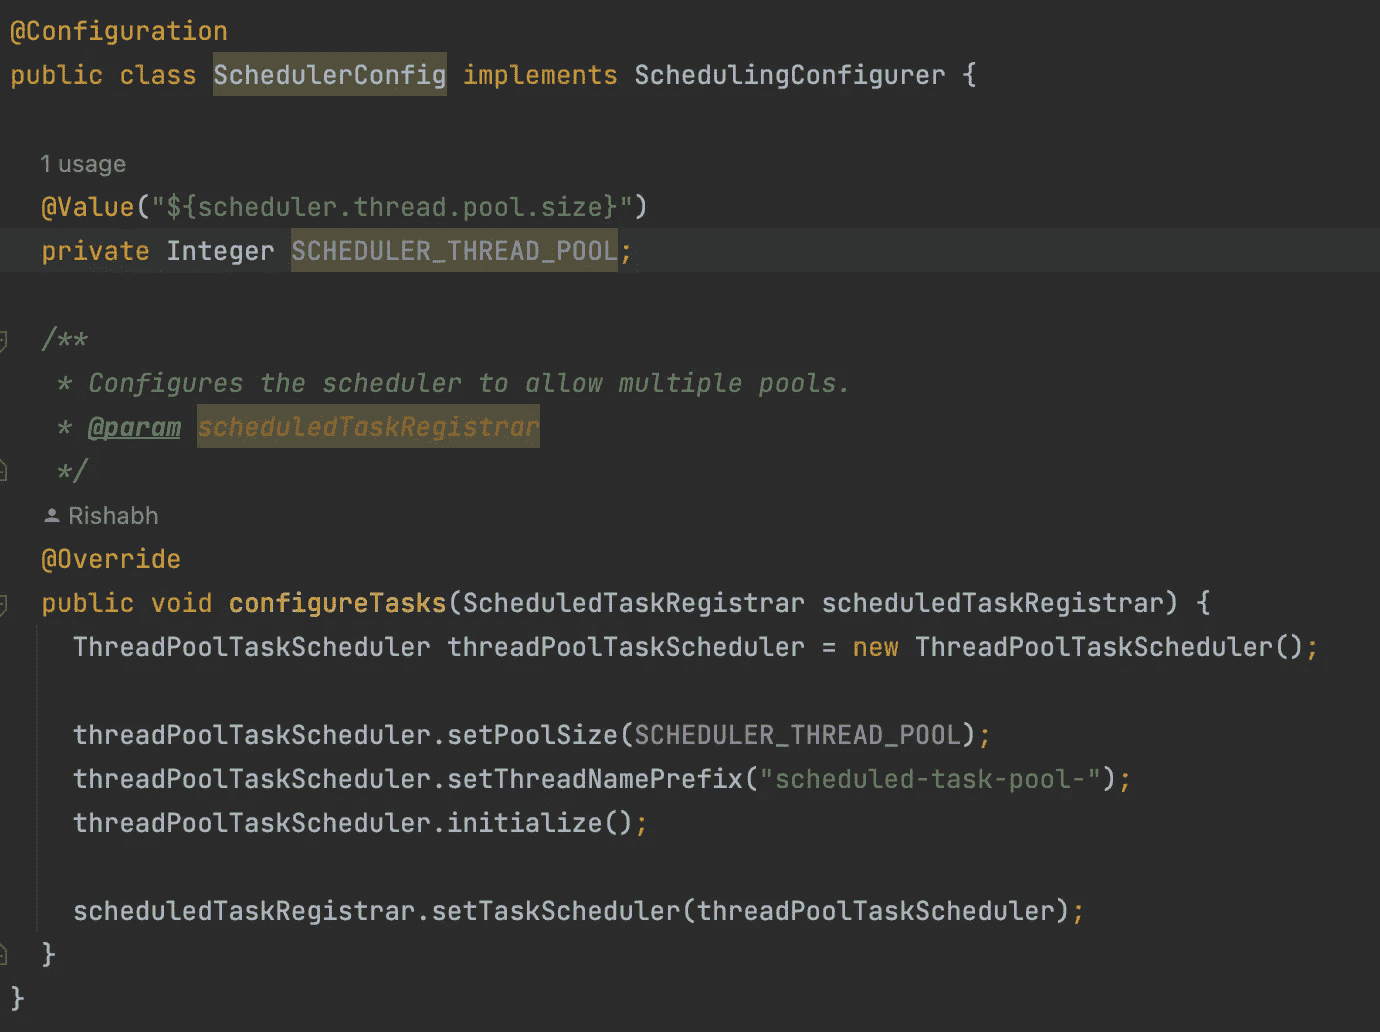 @Configuration
public class SchedulerConfig implements SchedulingConfigurer {
1 usage
@Value("${scheduler.thread.pool.size}")
private Integer SCHEDULER_THREAD_POOL;
/**
* Configures the scheduler to allow multiple pools.
* @param scheduledTaskRegistrar
*/
Rishabh
@Override
public void configureTasks(ScheduledTaskRegistrar scheduledTaskRegistrar) {
ThreadPoolTaskScheduler threadPoolTaskScheduler = new ThreadPoolTaskScheduler();
threadPoolTaskScheduler.setPoolSize(SCHEDULER_THREAD_POOL);
threadPoolTaskScheduler.setThreadNamePrefix("scheduled-task-pool-");
threadPoolTaskScheduler.initialize();
scheduledTaskRegistrar.setTaskScheduler(threadPoolTaskScheduler);
}
}